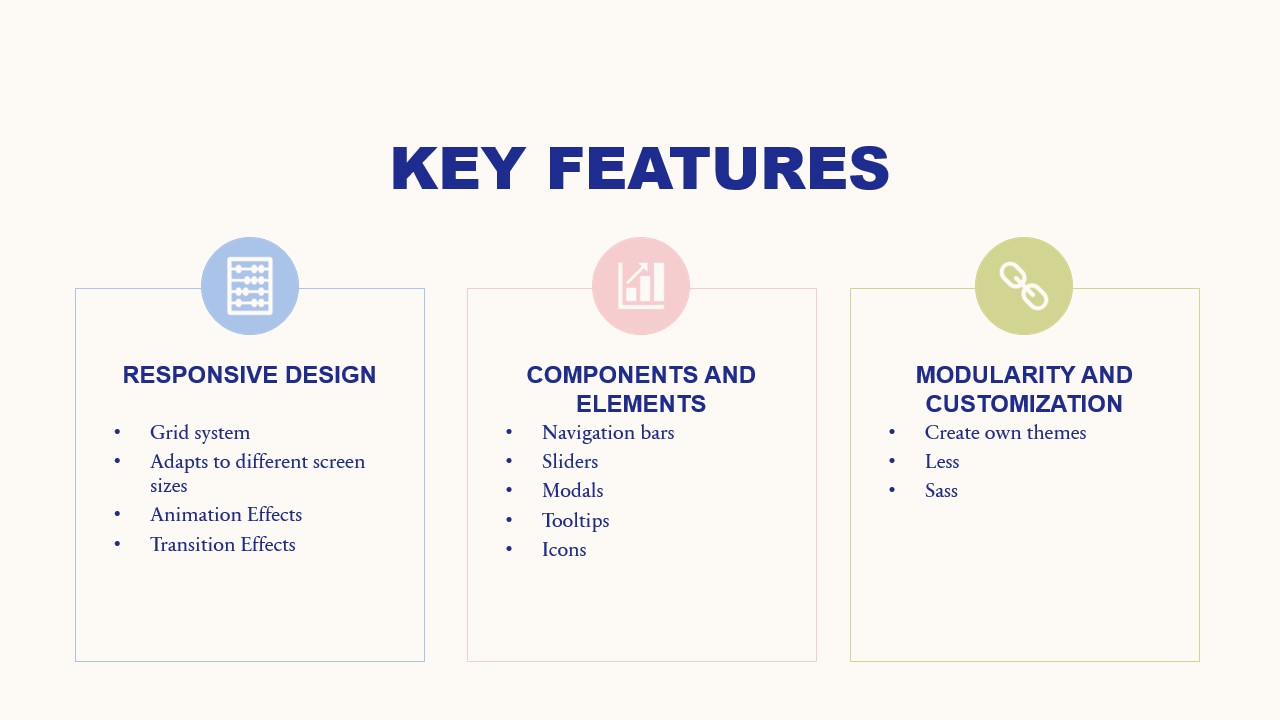 KEY FEATURES
RESPONSIVE DESIGN
• Grid system
• Adapts to different screen
sizes
• Animation Effects
• Transition Effects
COMPONENTS AND
ELEMENTS
• Navigation bars
• Sliders
• Modals
• Tooltips
• Icons
MODULARITY AND
CUSTOMIZATION
• Create own themes
• Less
• Sass